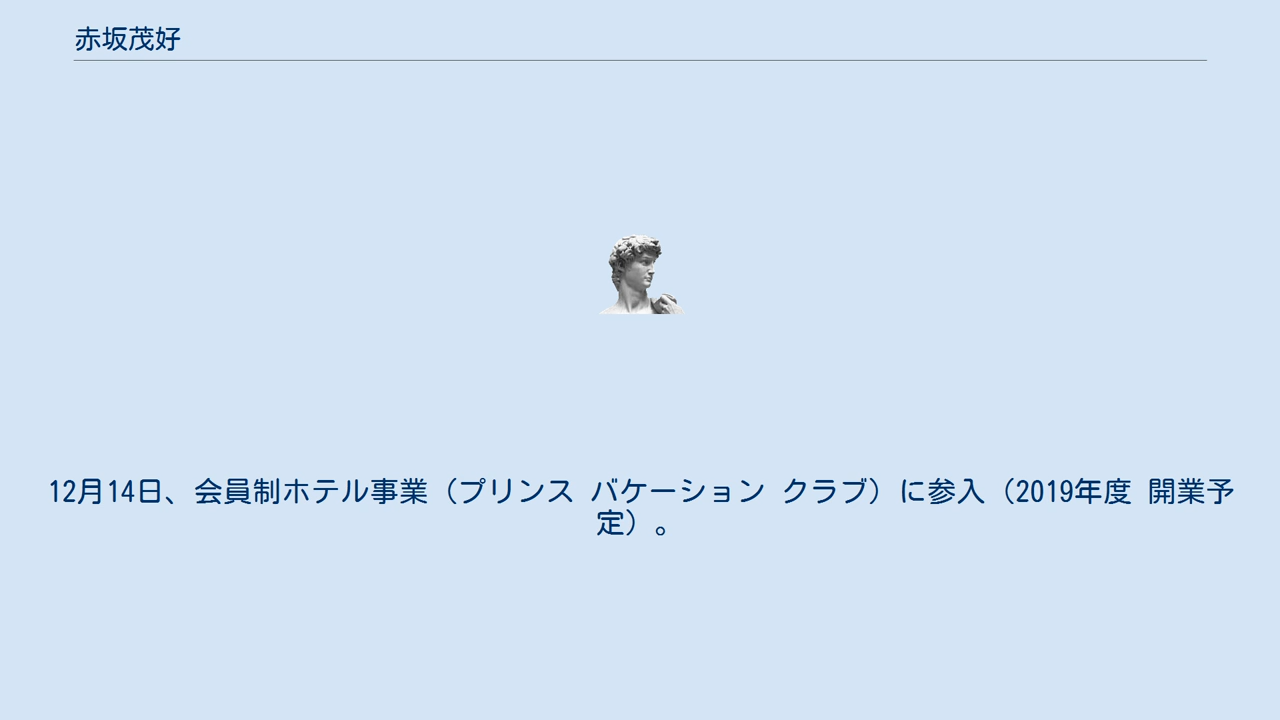 赤坂茂好
12月14日、会員制ホテル事業（プリンス バケーション クラブ）に参入（2019年度 開業予
定）。